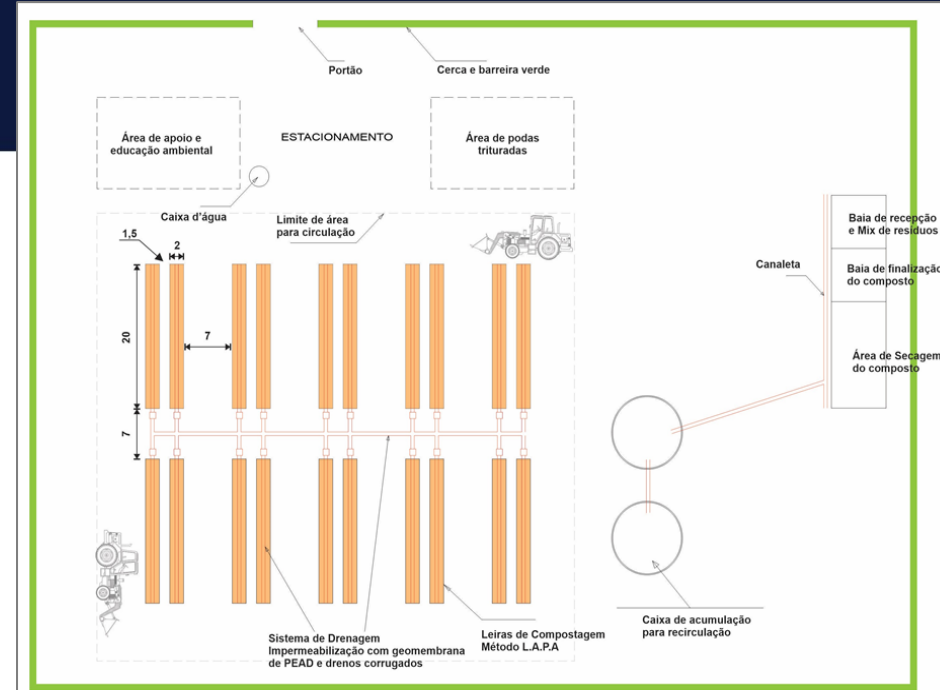 Portão
Cerca e barreira verde
Área de apoio e
educação ambiental
ESTACIONAMENTO
Área de podas
trituradas
Caixa d'água
Limite de área
para circulação
1,5
2
20
7
7
Baia de recepção
e Mix de resíduos
Canaleta
Baia de finalização
do composto
Área de Secagem
do composto
Sistema de Drenagem
Impermeabilização com geomembrana
de PEAD e drenos corrugados
Leiras de Compostagem
Método L.A.P.A
Caixa de acumulação
para recirculação